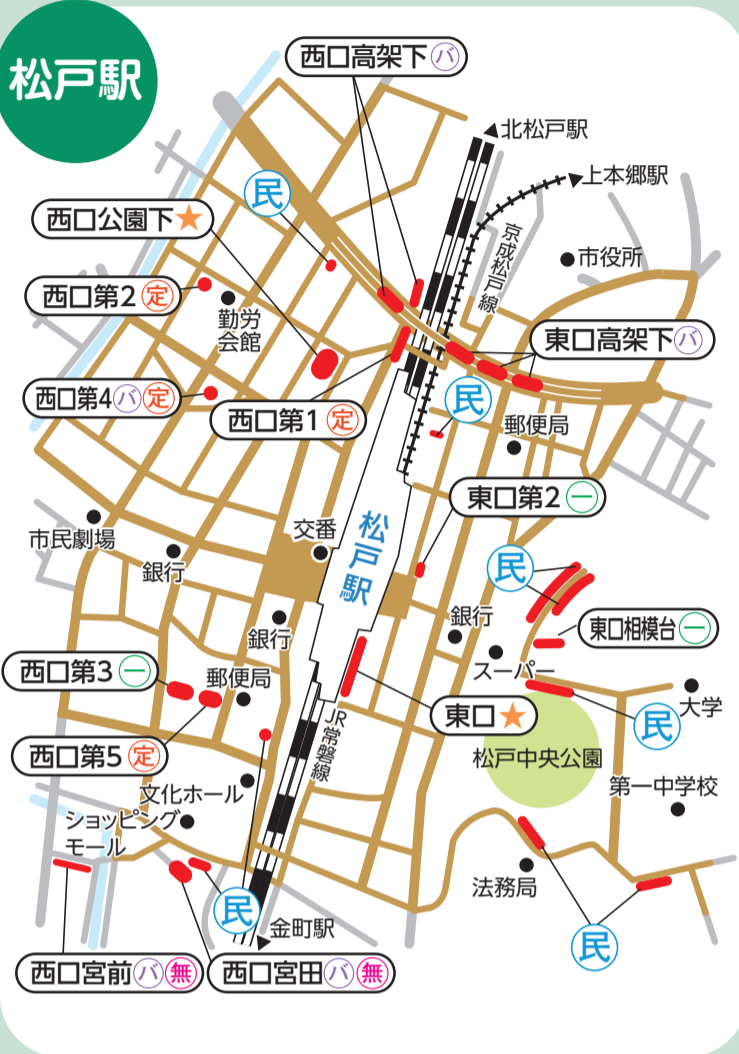 松戸駅
西口高架下 バ
北松戸駅
上本郷駅
民
西口公園下★
京成松戸線
市役所
西口第2 定
勤労
会館
東口高架下 バ
西口第4 バ 定
西口第1 定
民
郵便局
東口第2 一
市民劇場
銀行
交番
松戸駅
民
銀行
銀行
東口相模台 一
スーパー
西口第3 一
郵便局
東口★
民
大学
西口第5 定
JR常磐線
松戸中央公園
第一中学校
文化ホール
ショッピング
モール
法務局
民
金町駅
民
西口宮前 バ 無
西口宮田 バ 無